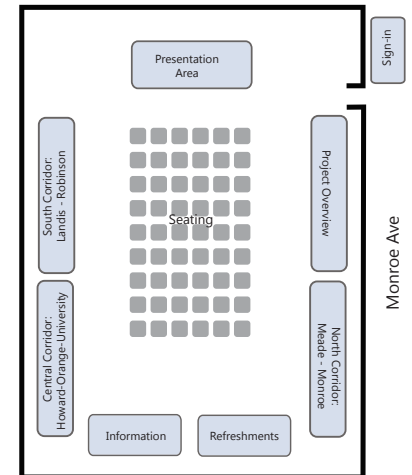 Sign-in
Presentation
Area
South Corridor:
Landis - Robinson
Seating
Project Overview
Monroe Ave
Central Corridor:
Howard-Orange-University
North Corridor:
Meade - Monroe
Information
Refreshments